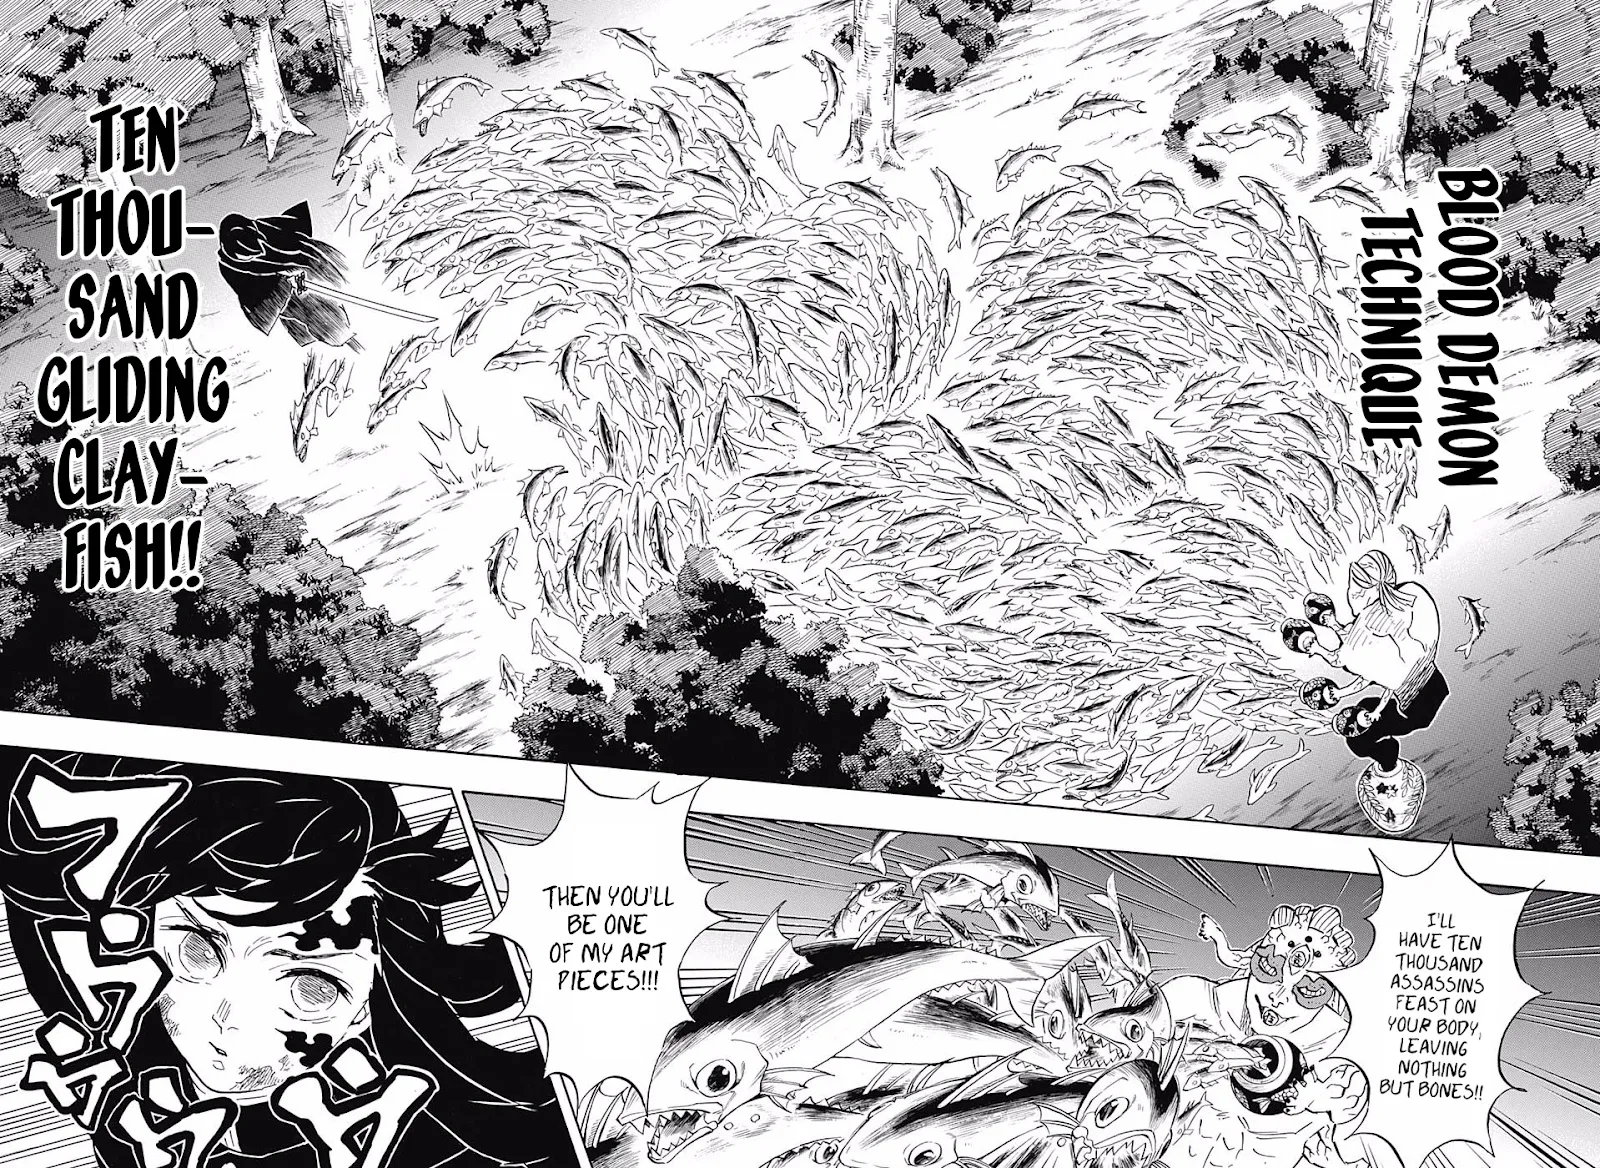 BLOOD DEMON
TECHNIQUE
TEN
THOU-
SAND
GLIDING
CLAY-
FISH!!
I'LL
HAVE TEN
THOUSAND
ASSASSINS
FEAST ON
YOUR BODY,
LEAVING
NOTHING
BUT BONES!!
THEN YOU'LL
BE ONE
OF MY ART
PIECES!!!